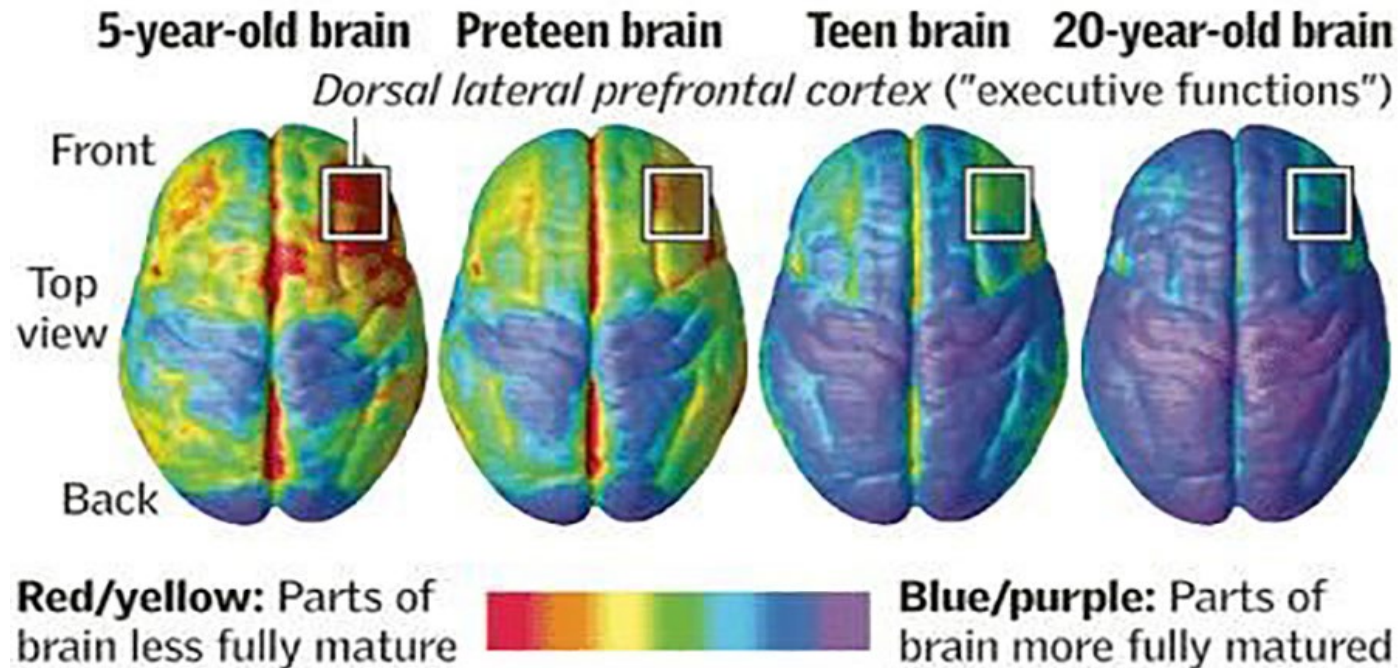 5-year-old brain Preteen brain Teen brain 20-year-old brain
Dorsal lateral prefrontal cortex ("executive functions")
Front
Top
view
Back
Red/yellow: Parts of
brain less fully mature
Blue/purple: Parts of
brain more fully matured